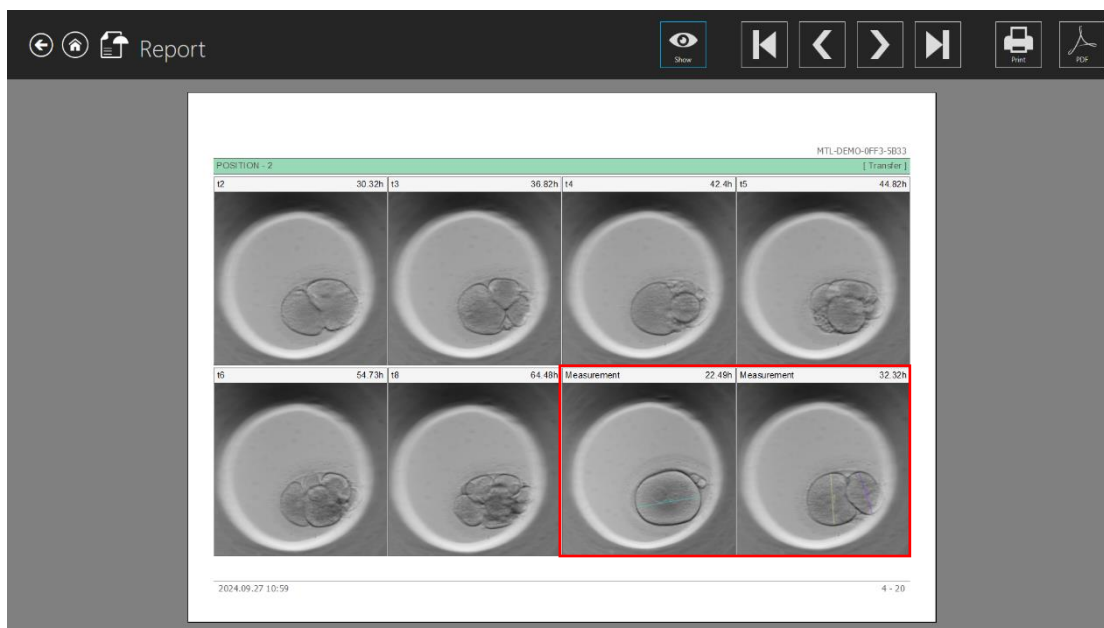 Report
Show
Print
PDF
MTL-DEMO-0FF3-5B33
POSITION - 2 [ Transfer ]
t2 30.32h t3 36.82h t4 42.4h t5 44.82h
t6 54.73h t8 64.48h Measurement 22.49h Measurement 32.32h
2024.09.27 10:59 4 - 20